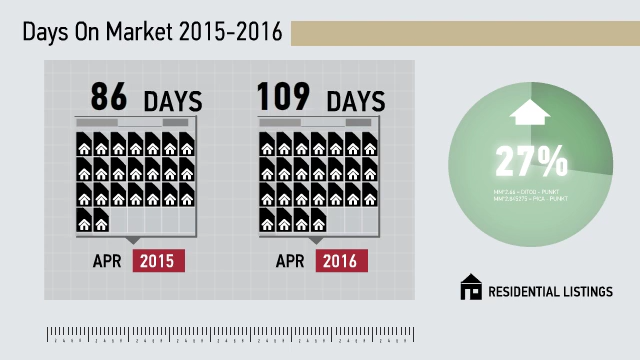 Days On Market 2015-2016
86 DAYS
109 DAYS
APR 2015
APR 2016
27%
RESIDENTIAL LISTINGS